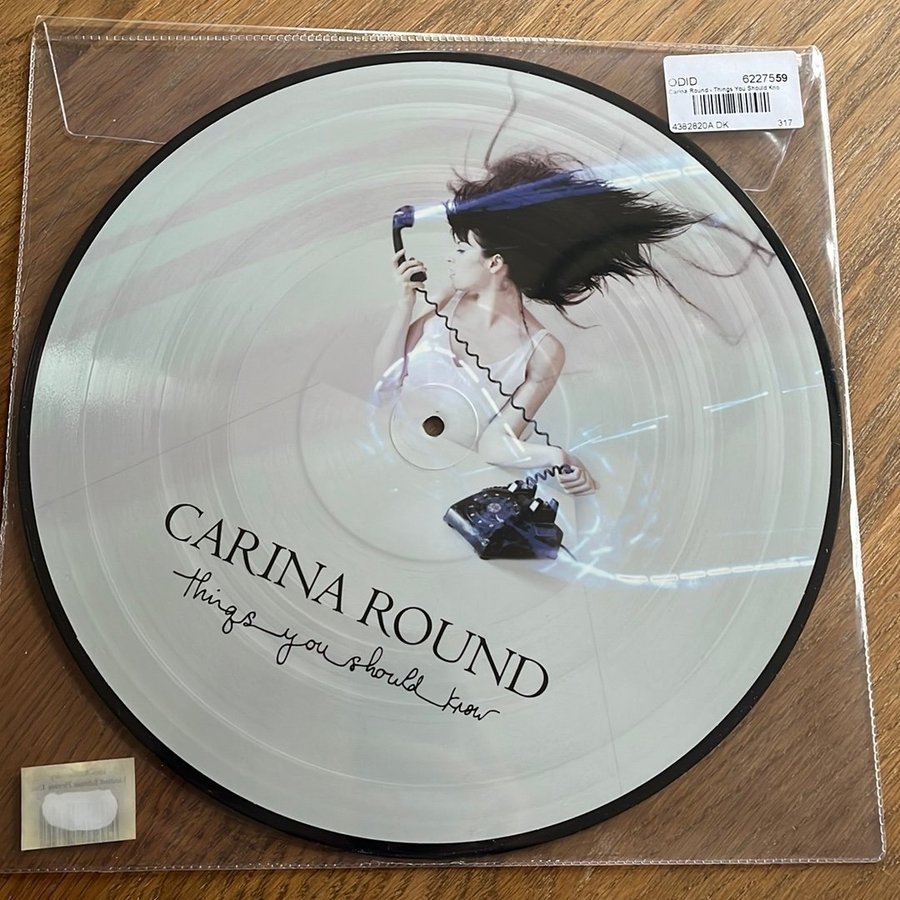 ODID 6227559
Carina Round - Things You Should Kno
4382820A DK 317
CARINA ROUND
things you should know